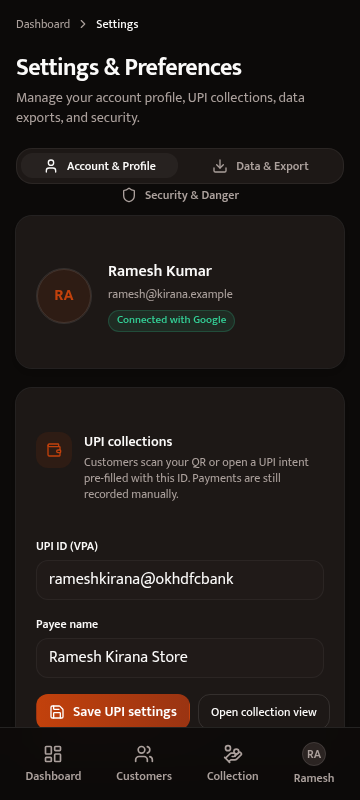 Dashboard > Settings
Settings & Preferences
Manage your account profile, UPI collections, data
exports, and security.
Account & Profile
Data & Export
Security & Danger
RA
Ramesh Kumar
ramesh@kirana.example
Connected with Google
UPI collections
Customers scan your QR or open a UPI intent
pre-filled with this ID. Payments are still
recorded manually.
UPI ID (VPA)
rameshkirana@okhdfcbank
Payee name
Ramesh Kirana Store
Save UPI settings
Open collection view
Dashboard
Customers
Collection
RA
Ramesh